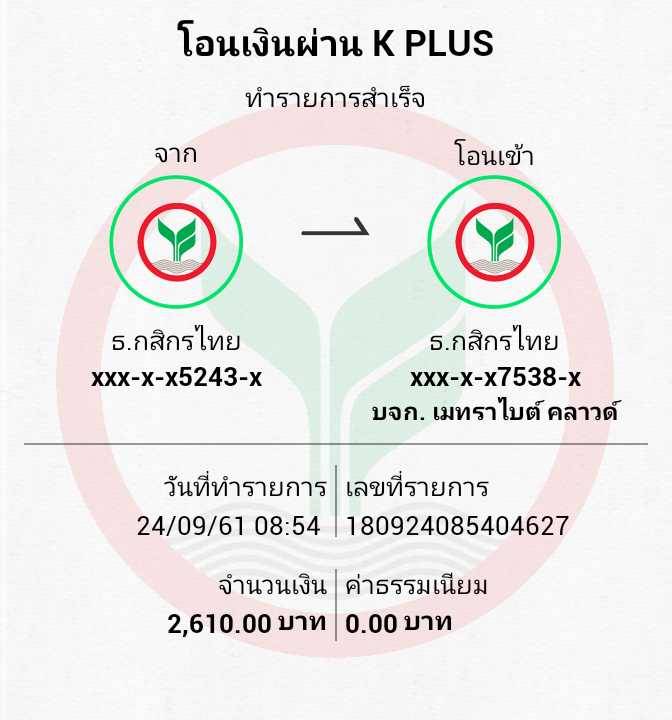 โอนเงินผ่าน K PLUS
ทำรายการสำเร็จ
จาก
โอนเข้า
ธ.กสิกรไทย
xxx-x-x5243-x
ธ.กสิกรไทย
xxx-x-x7538-x
บจก. เมทราไบต์ คลาวด์
วันที่ทำรายการ
24/09/61 08:54
เลขที่รายการ
180924085404627
จำนวนเงิน
2,610.00 บาท
ค่าธรรมเนียม
0.00 บาท